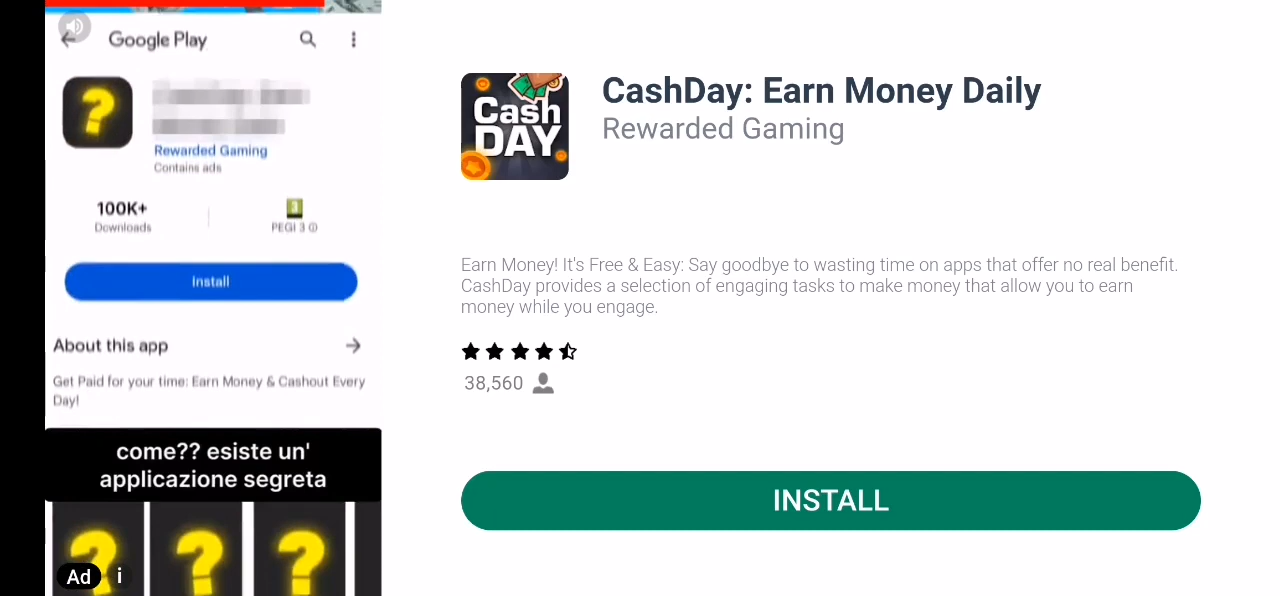 Google Play
Rewarded Gaming
Contains ads
100K+
Downloads
3
PEGI 3
Install
About this app
Get Paid for your time: Earn Money & Cashout Every
Day!
come?? esiste un'
applicazione segreta
? ? ?
Ad i
Cash
DAY
CashDay: Earn Money Daily
Rewarded Gaming
Earn Money! It's Free & Easy: Say goodbye to wasting time on apps that offer no real benefit.
CashDay provides a selection of engaging tasks to make money that allow you to earn
money while you engage.
38,560
INSTALL